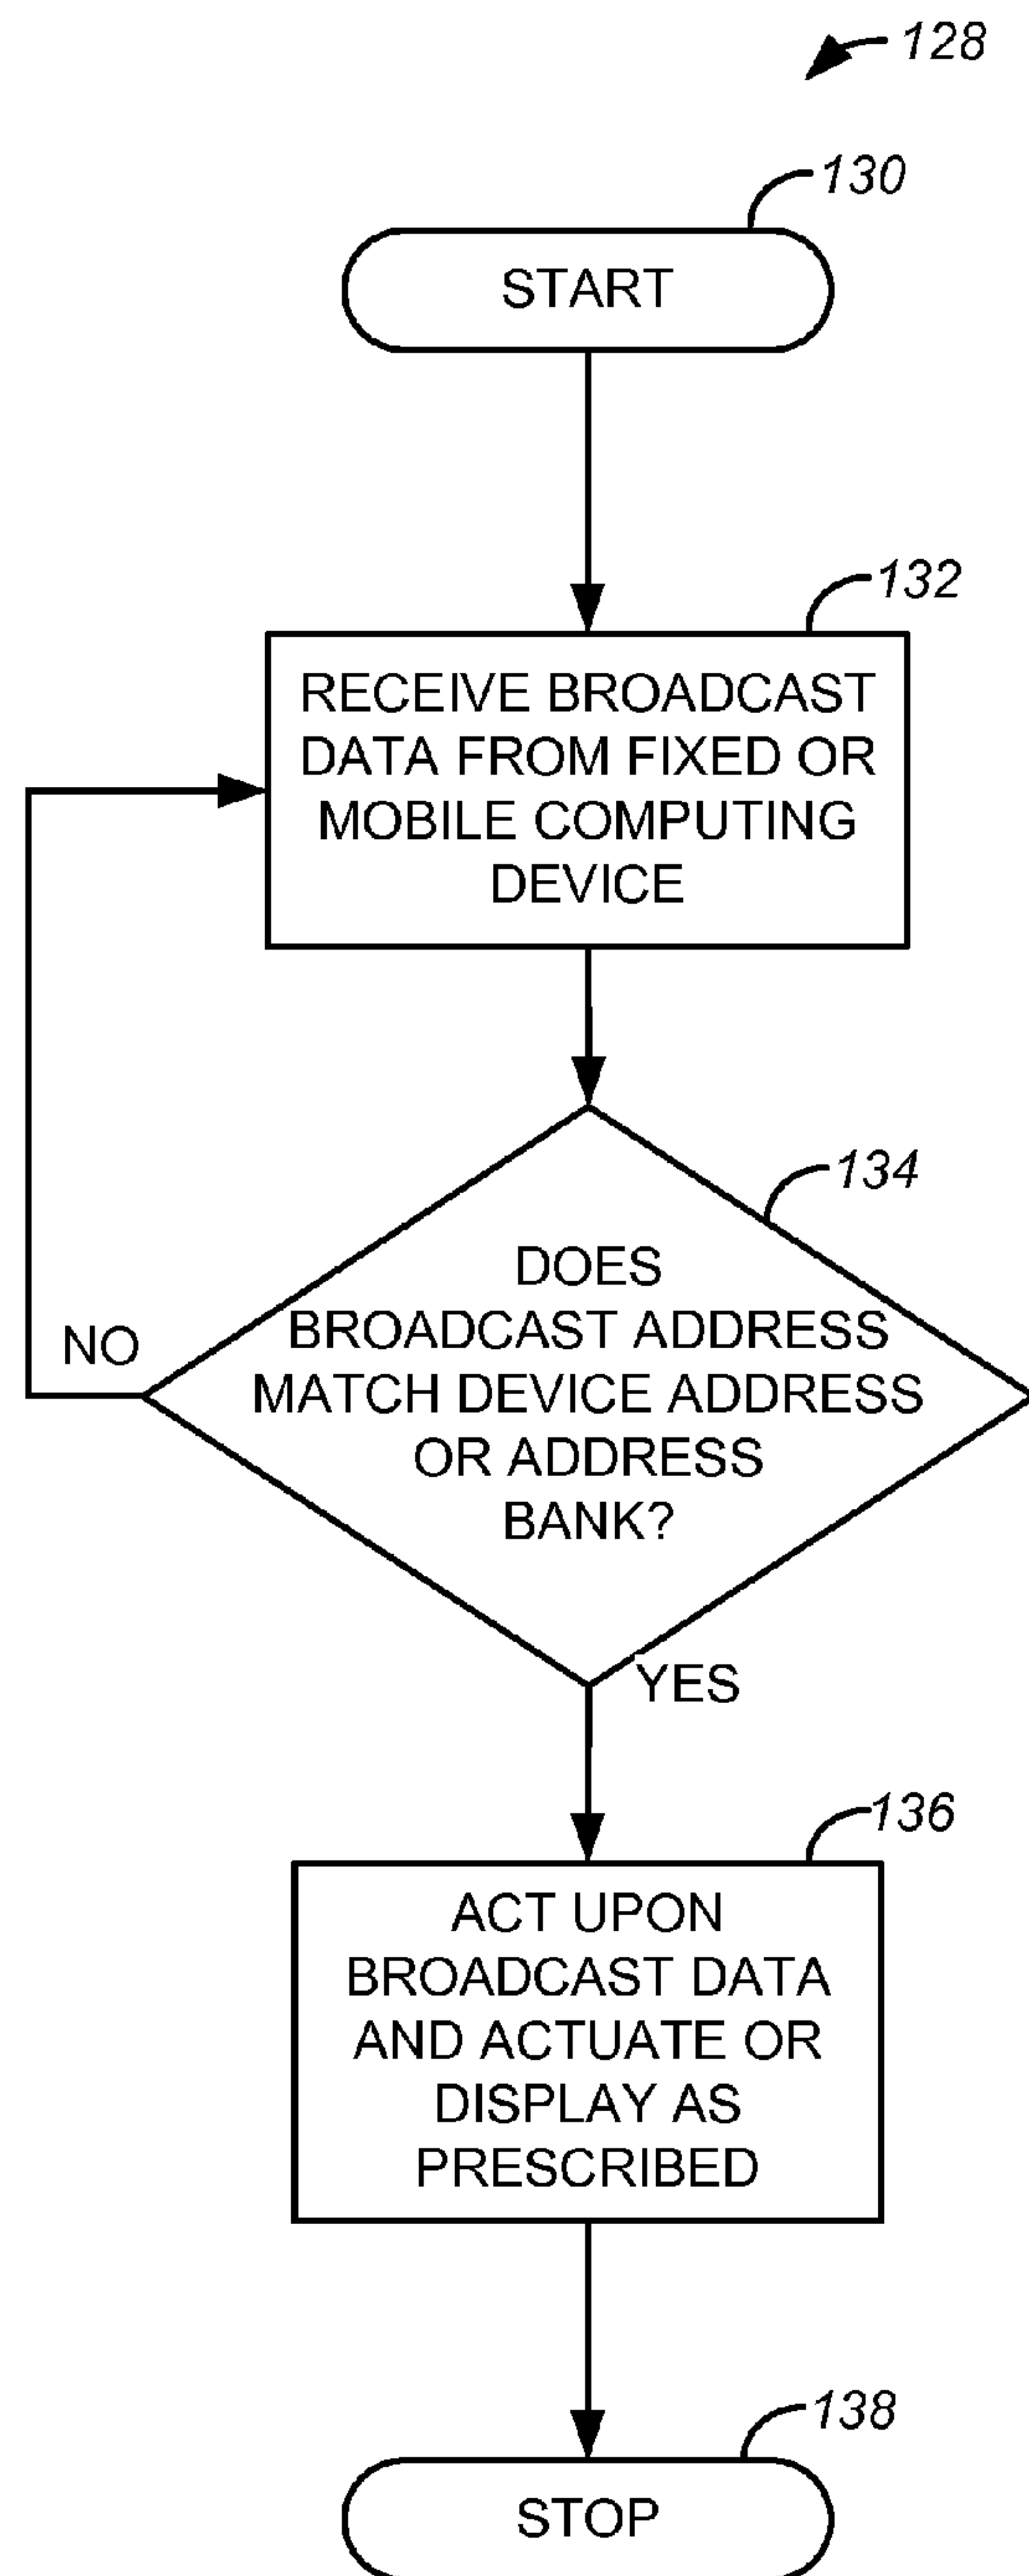 128
130
START
132
RECEIVE BROADCAST
DATA FROM FIXED OR
MOBILE COMPUTING
DEVICE
134
DOES
BROADCAST ADDRESS
MATCH DEVICE ADDRESS
OR ADDRESS
BANK?
NO
YES
136
ACT UPON
BROADCAST DATA
AND ACTUATE OR
DISPLAY AS
PRESCRIBED
138
STOP